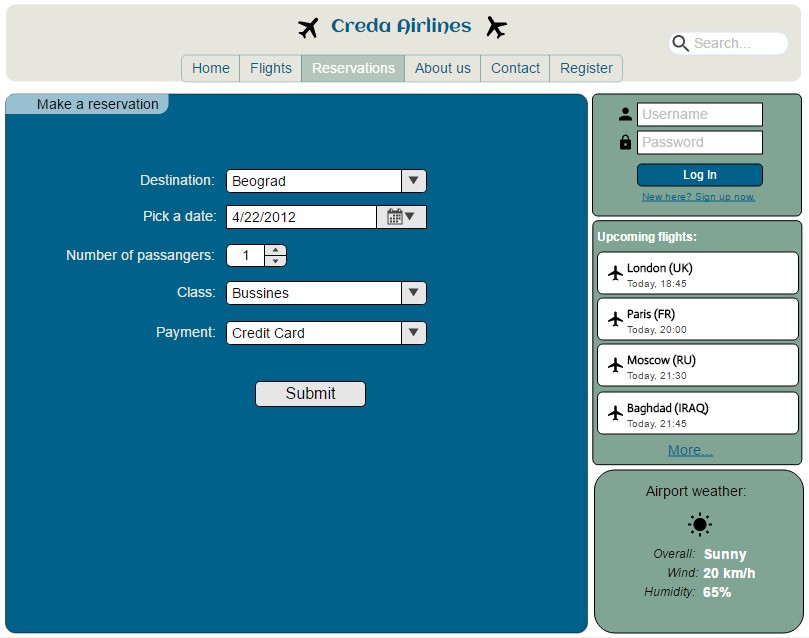 Creda Airlines
Search...
Home Flights Reservations About us Contact Register
Make a reservation
Destination: Beograd
Pick a date: 4/22/2012
Number of passangers: 1
Class: Bussines
Payment: Credit Card
Submit
Username
Password
Log In
New here? Sign up now.
Upcoming flights:
London (UK)
Today, 18:45
Paris (FR)
Today, 20:00
Moscow (RU)
Today, 21:30
Baghdad (IRAQ)
Today, 21:45
More...
Airport weather:
Overall: Sunny
Wind: 20 km/h
Humidity: 65%